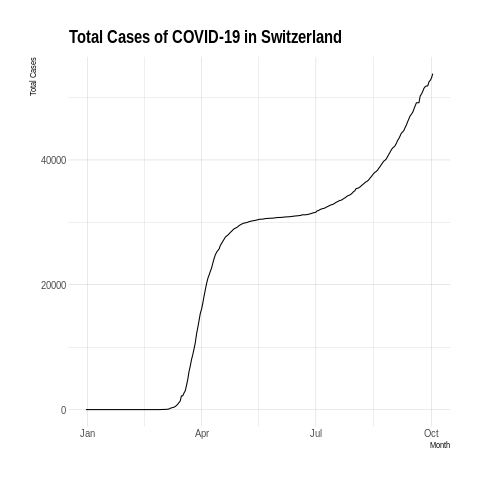 Total Cases of COVID-19 in Switzerland
Total Cases
40000
20000
0
Jan Apr Jul Oct
Month